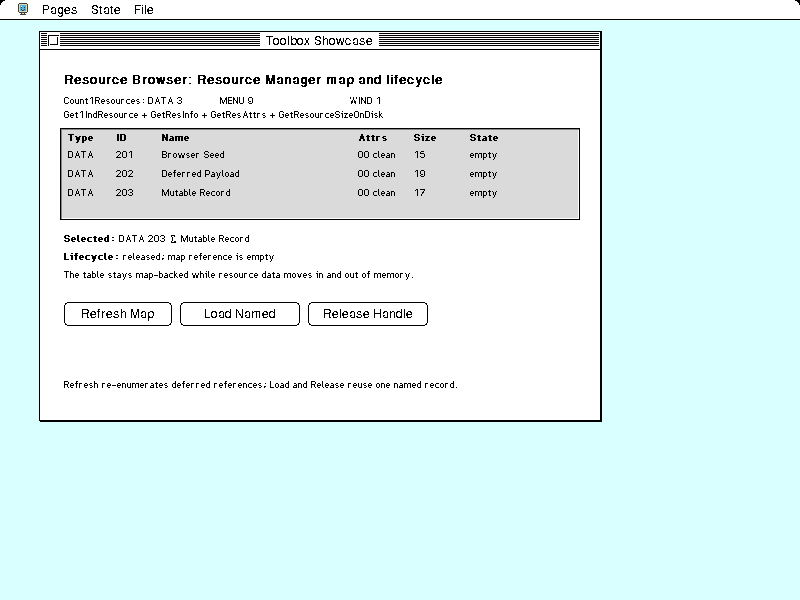 Pages State File
Toolbox Showcase
Resource Browser: Resource Manager map and lifecycle
Count1Resources: DATA 3 MENU 9 WIND 1
Get1IndResource + GetResInfo + GetResAttrs + GetResourceSizeOnDisk
Type ID Name Attrs Size State
DATA 201 Browser Seed 00 clean 15 empty
DATA 202 Deferred Payload 00 clean 19 empty
DATA 203 Mutable Record 00 clean 17 empty
Selected: DATA 203 Σ Mutable Record
Lifecycle: released; map reference is empty
The table stays map-backed while resource data moves in and out of memory.
Refresh Map Load Named Release Handle
Refresh re-enumerates deferred references; Load and Release reuse one named record.